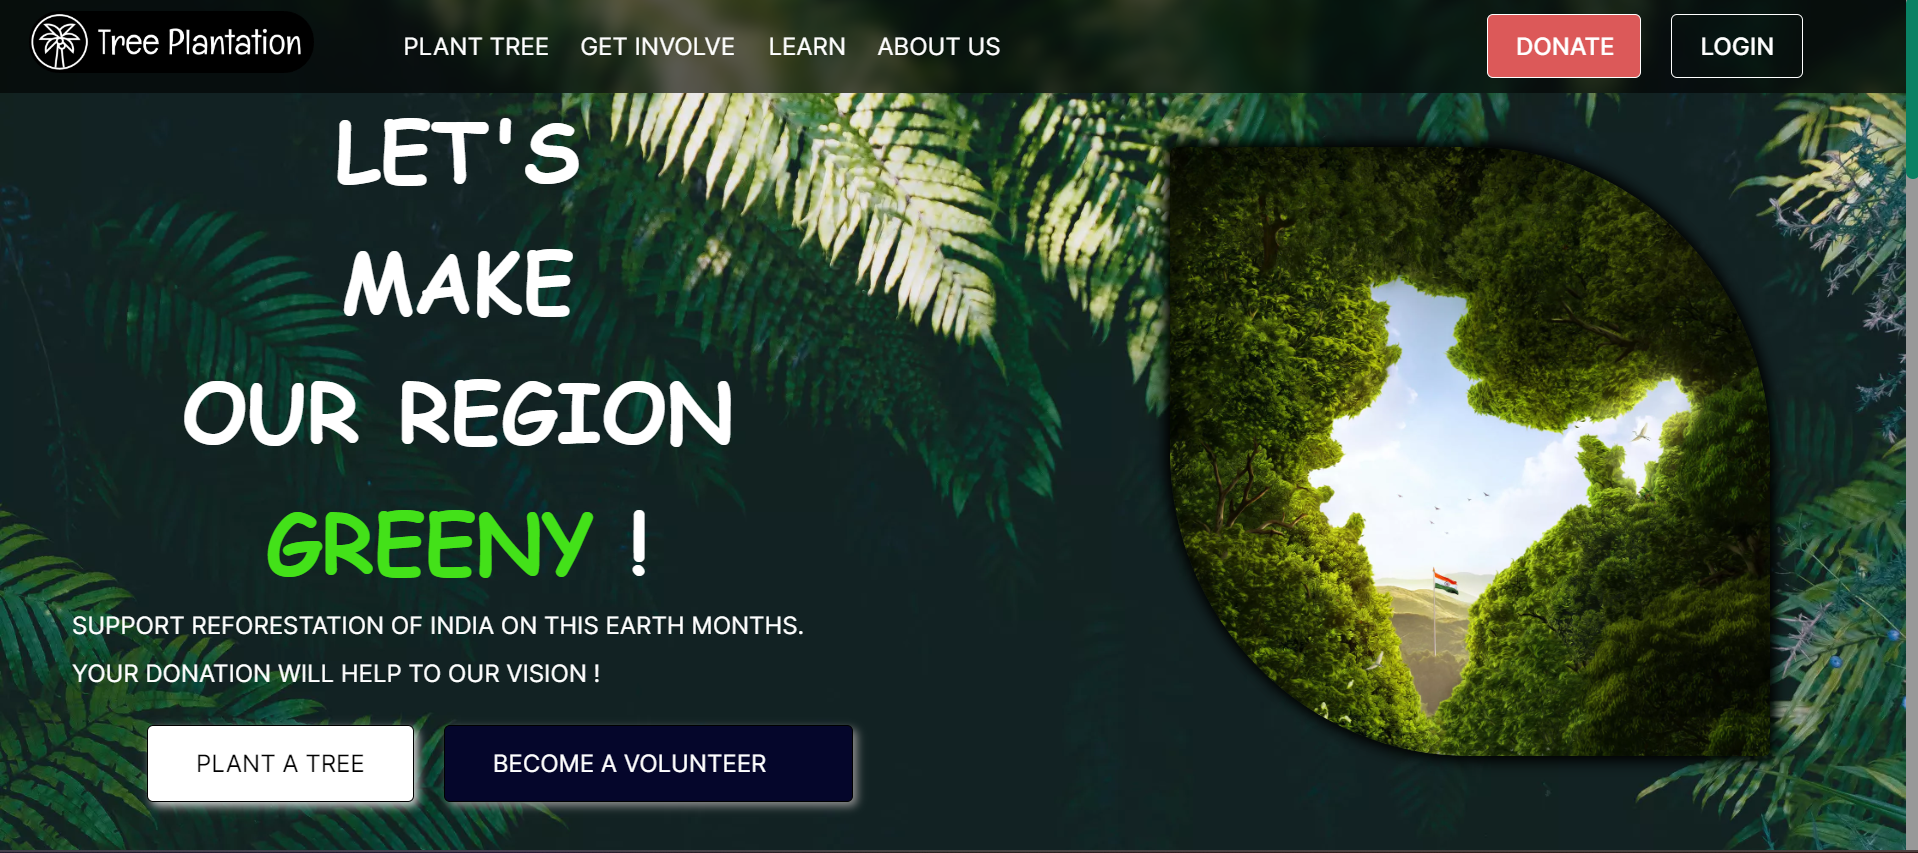 Tree Plantation
PLANT TREE GET INVOLVE LEARN ABOUT US
DONATE LOGIN
LET'S
MAKE
OUR REGION
GREENY !
SUPPORT REFORESTATION OF INDIA ON THIS EARTH MONTHS.
YOUR DONATION WILL HELP TO OUR VISION !
PLANT A TREE BECOME A VOLUNTEER